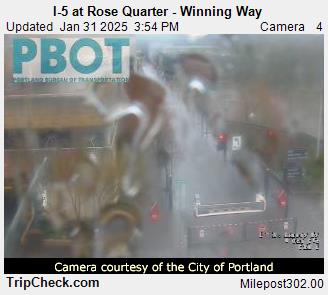 I-5 at Rose Quarter - Winning Way
Updated Jan 31 2025 3:54 PM Camera 4
PBOT
PORTLAND BUREAU OF TRANSPORTATION
Camera courtesy of the City of Portland
TripCheck.com Milepost302.00